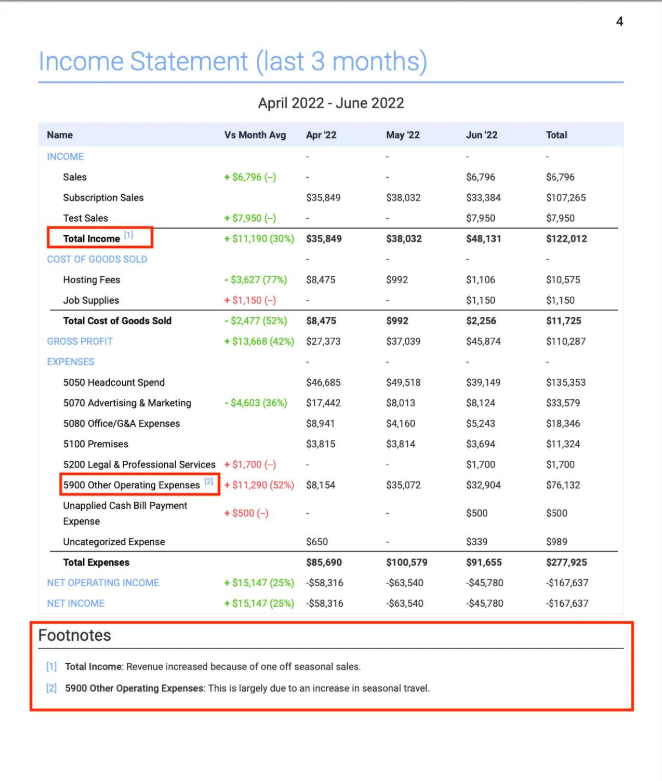 4
Income Statement (last 3 months)
April 2022 - June 2022
Name Vs Month Avg Apr '22 May '22 Jun '22 Total
INCOME - - - -
Sales + $6,796 (--) - - $6,796 $6,796
Subscription Sales $35,849 $38,032 $33,384 $107,265
Test Sales + $7,950 (--) - - $7,950 $7,950
Total Income [1] + $11,190 (30%) $35,849 $38,032 $48,131 $122,012
COST OF GOODS SOLD - - - -
Hosting Fees - $3,627 (77%) $8,475 $992 $1,106 $10,575
Job Supplies + $1,150 (--) - - $1,150 $1,150
Total Cost of Goods Sold - $2,477 (52%) $8,475 $992 $2,256 $11,725
GROSS PROFIT + $13,668 (42%) $27,373 $37,039 $45,874 $110,287
EXPENSES - - - -
5050 Headcount Spend $46,685 $49,518 $39,149 $135,353
5070 Advertising & Marketing - $4,603 (36%) $17,442 $8,013 $8,124 $33,579
5080 Office/G&A Expenses $8,941 $4,160 $5,243 $18,346
5100 Premises $3,815 $3,814 $3,694 $11,324
5200 Legal & Professional Services + $1,700 (--) - - $1,700 $1,700
5900 Other Operating Expenses [2] + $11,290 (52%) $8,154 $35,072 $32,904 $76,132
Unapplied Cash Bill Payment
Expense + $500 (--) - - $500 $500
Uncategorized Expense $650 - $339 $989
Total Expenses $85,690 $100,579 $91,655 $277,925
NET OPERATING INCOME + $15,147 (25%) -$58,316 -$63,540 -$45,780 -$167,637
NET INCOME + $15,147 (25%) -$58,316 -$63,540 -$45,780 -$167,637
Footnotes
[1] Total Income: Revenue increased because of one off seasonal sales.
[2] 5900 Other Operating Expenses: This is largely due to an increase in seasonal travel.